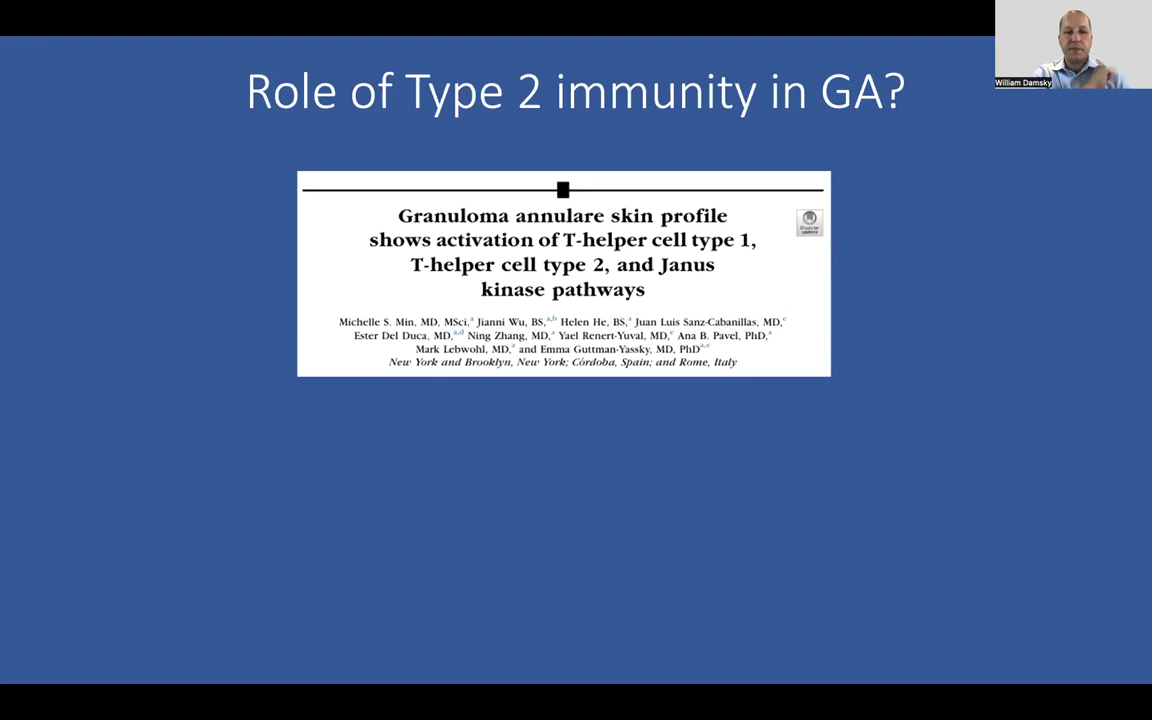 Role of Type 2 immunity in GA?
William Damsky
Granuloma annulare skin profile
shows activation of T-helper cell type 1,
T-helper cell type 2, and Janus
kinase pathways
Check for
updates
Michelle S. Min, MD, MSci,a Jianni Wu, BS,a,b Helen He, BS,a Juan Luis Sanz-Cabanillas, MD,c
Ester Del Duca, MD,a,d Ning Zhang, MD,a Yael Renert-Yuval, MD,e Ana B. Pavel, PhD,a
Mark Lebwohl, MD,a and Emma Guttman-Yassky, MD, PhDa,e
New York and Brooklyn, New York; Córdoba, Spain; and Rome, Italy